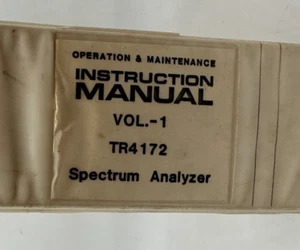 OPERATION & MAINTENANCE
INSTRUCTION
MANUAL
VOL.-1
TR4172
Spectrum Analyzer